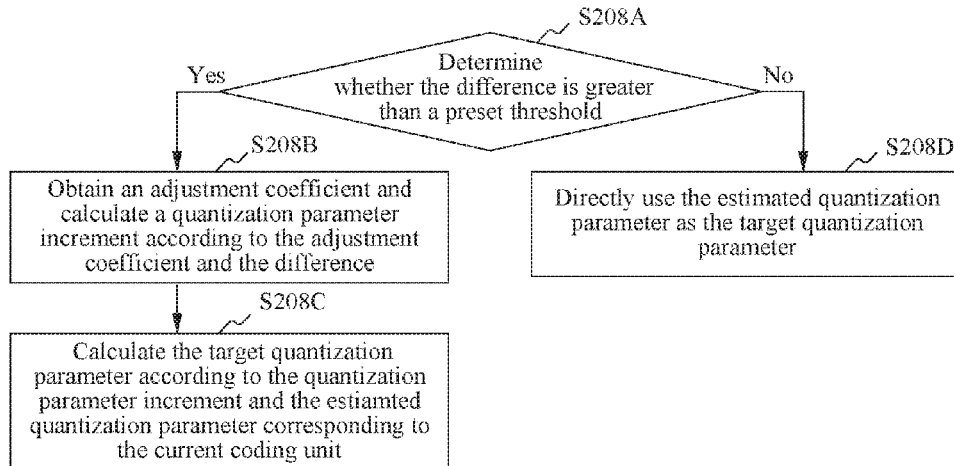 S208A
Determine
whether the difference is greater
than a preset threshold
Yes
No
S208B
Obtain an adjustment coefficient and
calculate a quantization parameter
increment according to the adjustment
coefficient and the difference
S208D
Directly use the estimated quantization
parameter as the target quantization
parameter
S208C
Calculate the target quantization
parameter according to the quantization
parameter increment and the estiamted
quantization parameter corresponding to
the current coding unit